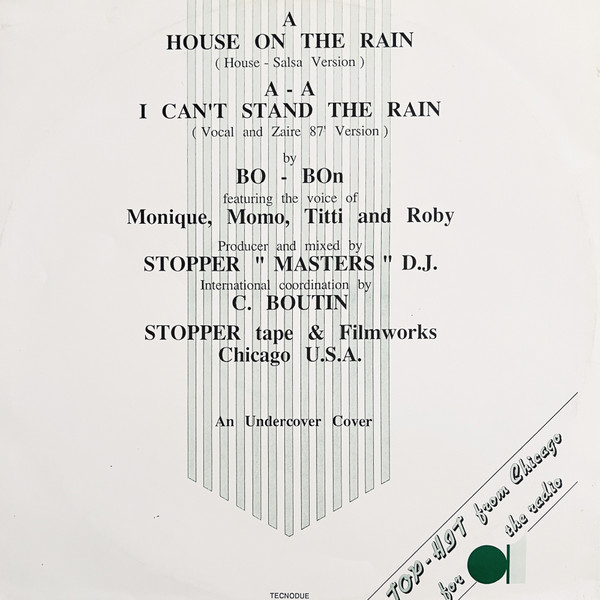 A
HOUSE ON THE RAIN
( House - Salsa Version )
A - A
I CAN'T STAND THE RAIN
( Vocal and Zaire 87' Version )
by
BO - BOn
featuring the voice of
Monique, Momo, Titti and Roby
Producer and mixed by
STOPPER " MASTERS " D.J.
International coordination by
C. BOUTIN
STOPPER tape & Filmworks
Chicago U.S.A.
An Undercover Cover
TOP-HIT from Chicago
for the radio
TECNODUE